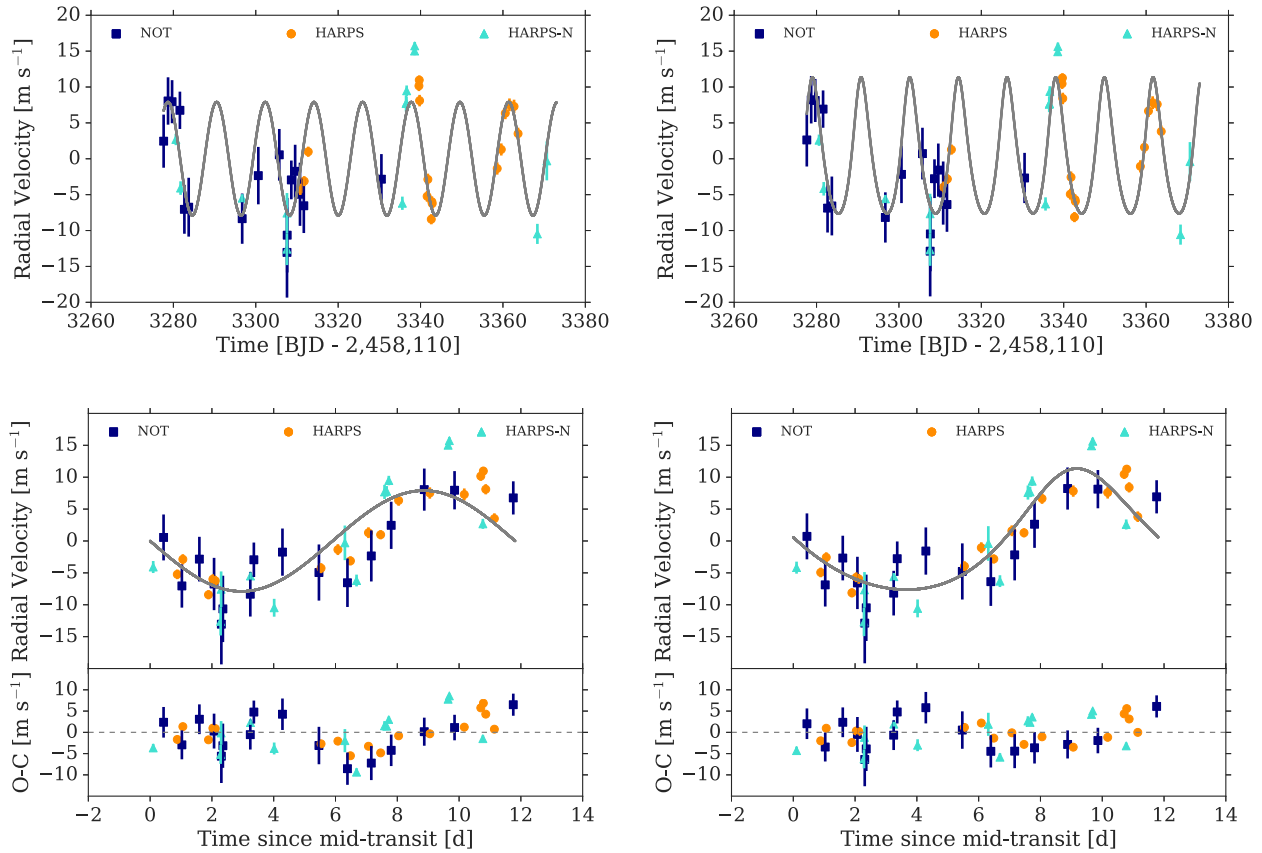 NOT HARPS HARPS-N
Radial Velocity [m s⁻¹]
20
15
10
5
0
−5
−10
−15
−20
3260 3280 3300 3320 3340 3360 3380
Time [BJD - 2,458,110]
NOT HARPS HARPS-N
Radial Velocity [m s⁻¹]
20
15
10
5
0
−5
−10
−15
−20
3260 3280 3300 3320 3340 3360 3380
Time [BJD - 2,458,110]
NOT HARPS HARPS-N
Radial Velocity [m s⁻¹]
15
10
5
0
−5
−10
−15
O-C [m s⁻¹]
10
5
0
−5
−10
−2 0 2 4 6 8 10 12 14
Time since mid-transit [d]
NOT HARPS HARPS-N
Radial Velocity [m s⁻¹]
15
10
5
0
−5
−10
−15
O-C [m s⁻¹]
10
5
0
−5
−10
−2 0 2 4 6 8 10 12 14
Time since mid-transit [d]